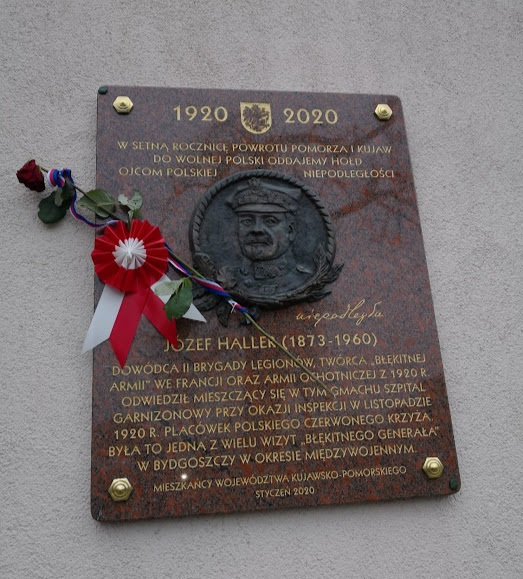 1920 2020
W SETNĄ ROCZNICĘ POWROTU POMORZA I KUJAW
DO WOLNEJ POLSKI ODDAJEMY HOŁD
OJCOM POLSKIEJ NIEPODLEGŁOŚCI
niepodległa
JÓZEF HALLER (1873-1960)
DOWÓDCA II BRYGADY LEGIONÓW, TWÓRCA „BŁĘKITNEJ
ARMII” WE FRANCJI ORAZ ARMII OCHOTNICZEJ Z 1920 R.
ODWIEDZIŁ MIESZCZĄCY SIĘ W TYM GMACHU SZPITAL
GARNIZONOWY PRZY OKAZJI INSPEKCJI W LISTOPADZIE
1920 R. PLACÓWEK POLSKIEGO CZERWONEGO KRZYŻA.
BYŁA TO JEDNA Z WIELU WIZYT „BŁĘKITNEGO GENERAŁA”
W BYDGOSZCZY W OKRESIE MIĘDZYWOJENNYM.
MIESZKAŃCY WOJEWÓDZTWA KUJAWSKO-POMORSKIEGO
STYCZEŃ 2020